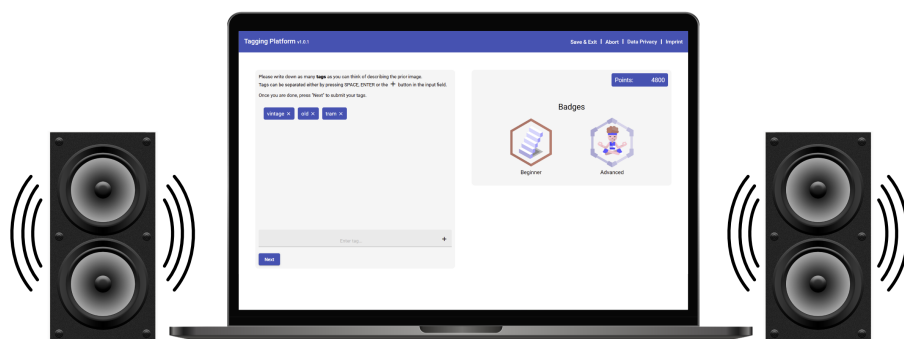 Tagging Platform v1.0.1
Save & Exit | Abort | Data Privacy | Imprint
Please write down as many tags as you can think of describing the prior image.
Tags can be separated either by pressing SPACE, ENTER or the + button in the input field.
Once you are done, press "Next" to submit your tags.
vintage × old × tram ×
Enter tag...
+
Next
Points: 4800
Badges
Beginner Advanced